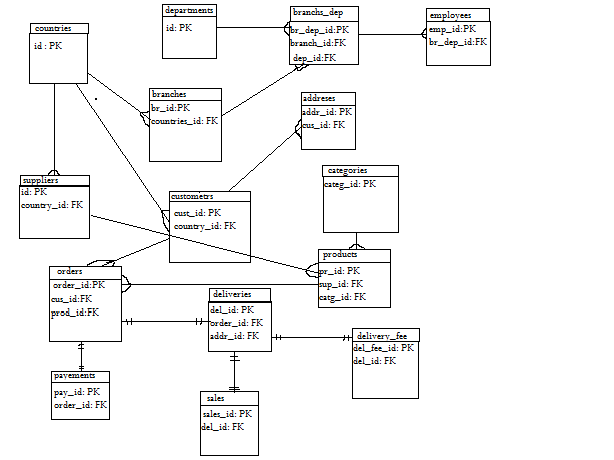 countries
id : PK
departments
id: PK
branchs_dep
br_dep_id:PK
branch_id:FK
dep_id:FK
employees
emp_id:PK
br_dep_id:FK
branches
br_id:PK
countries_id: FK
addreses
addr_id: PK
cus_id: FK
suppliers
id: PK
country_id: FK
custometrs
cust_id: PK
country_id: FK
categories
categ_id: PK
products
pr_id: PK
sup_id: FK
catg_id: FK
orders
order_id:PK
cus_id:FK
prod_id:FK
deliveries
del_id: PK
order_id: FK
addr_id: FK
delivery_fee
del_fee_id: PK
del_id: FK
payements
pay_id: PK
order_id: FK
sales
sales_id: PK
del_id: FK